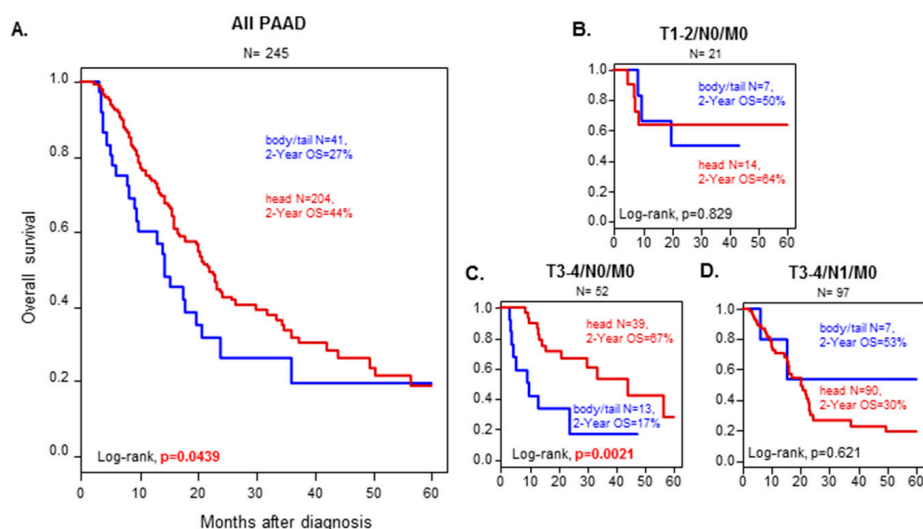 A.
All PAAD
N= 245
1.0
0.8
0.6
0.4
0.2
0.0
Overall survival
body/tail N=41,
2-Year OS=27%
head N=204,
2-Year OS=44%
Log-rank, p=0.0439
0 10 20 30 40 50 60
Months after diagnosis
B.
T1-2/N0/M0
N= 21
1.0
0.8
0.6
0.4
0.2
0.0
body/tail N=7,
2-Year OS=50%
head N=14,
2-Year OS=64%
Log-rank, p=0.829
0 10 20 30 40 50 60
C.
T3-4/N0/M0
N= 52
1.0
0.8
0.6
0.4
0.2
0.0
head N=39,
2-Year OS=67%
body/tail N=13,
2-Year OS=17%
Log-rank, p=0.0021
0 10 20 30 40 50 60
D.
T3-4/N1/M0
N= 97
1.0
0.8
0.6
0.4
0.2
0.0
body/tail N=7,
2-Year OS=53%
head N=90,
2-Year OS=30%
Log-rank, p=0.621
0 10 20 30 40 50 60